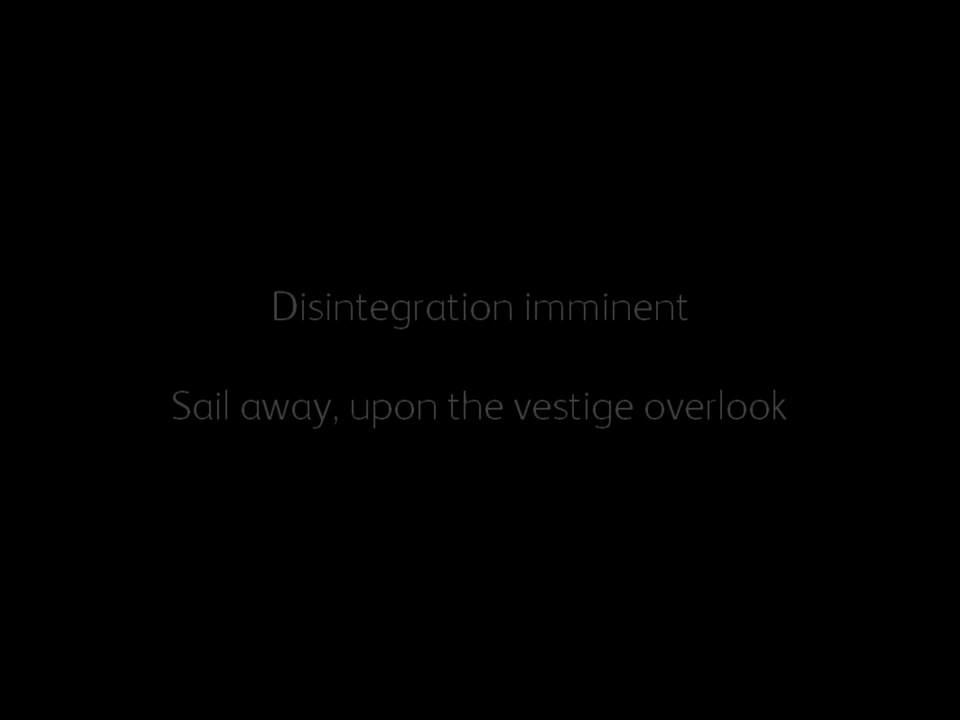 Disintegration imminent
Sail away, upon the vestige overlook